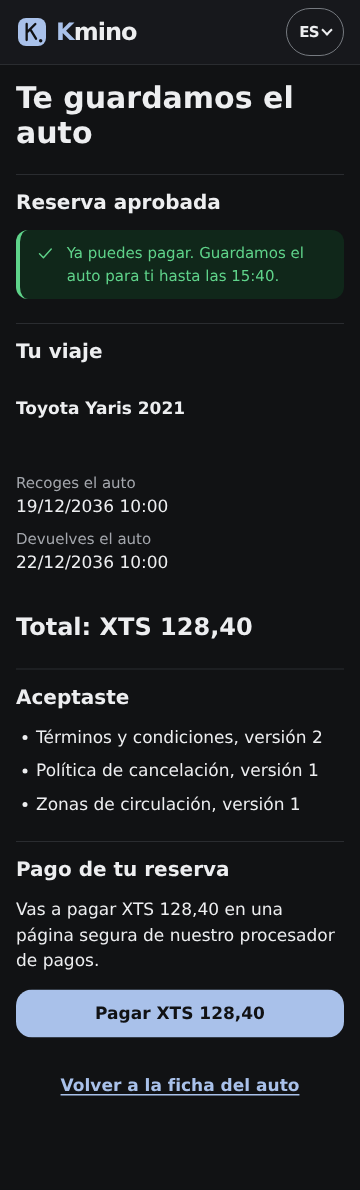 K. Kmino
ES
Te guardamos el
auto
Reserva aprobada
Ya puedes pagar. Guardamos el
auto para ti hasta las 15:40.
Tu viaje
Toyota Yaris 2021
Recoges el auto
19/12/2036 10:00
Devuelves el auto
22/12/2036 10:00
Total: XTS 128,40
Aceptaste
• Términos y condiciones, versión 2
• Política de cancelación, versión 1
• Zonas de circulación, versión 1
Pago de tu reserva
Vas a pagar XTS 128,40 en una
página segura de nuestro procesador
de pagos.
Pagar XTS 128,40
Volver a la ficha del auto